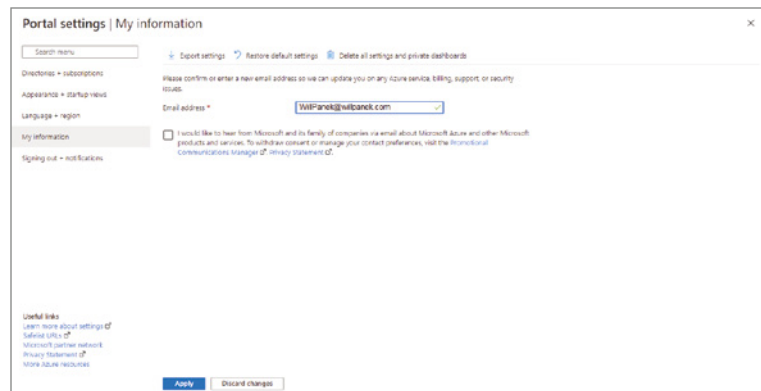 Portal settings | My information
Search menu
Directories + subscriptions
Appearance + startup views
Language + region
My information
Signing out + notifications
Useful links
Learn more about settings
Safelist URLs
Microsoft partner network
Privacy Statement
More Azure resources
Export settings Restore default settings Delete all settings and private dashboards
Please confirm or enter a new email address so we can update you on any Azure service, billing, support, or security
issues.
Email address * WillPanek@willpanek.com
I would like to hear from Microsoft and its family of companies via email about Microsoft Azure and other Microsoft
products and services. To withdraw consent or manage your contact preferences, visit the Promotional
Communications Manager. Privacy Statement.
Apply Discard changes